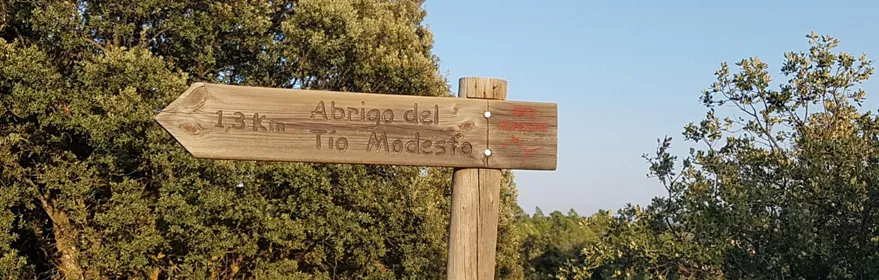 1,3 Km
Abrigo del
Tío Modesto